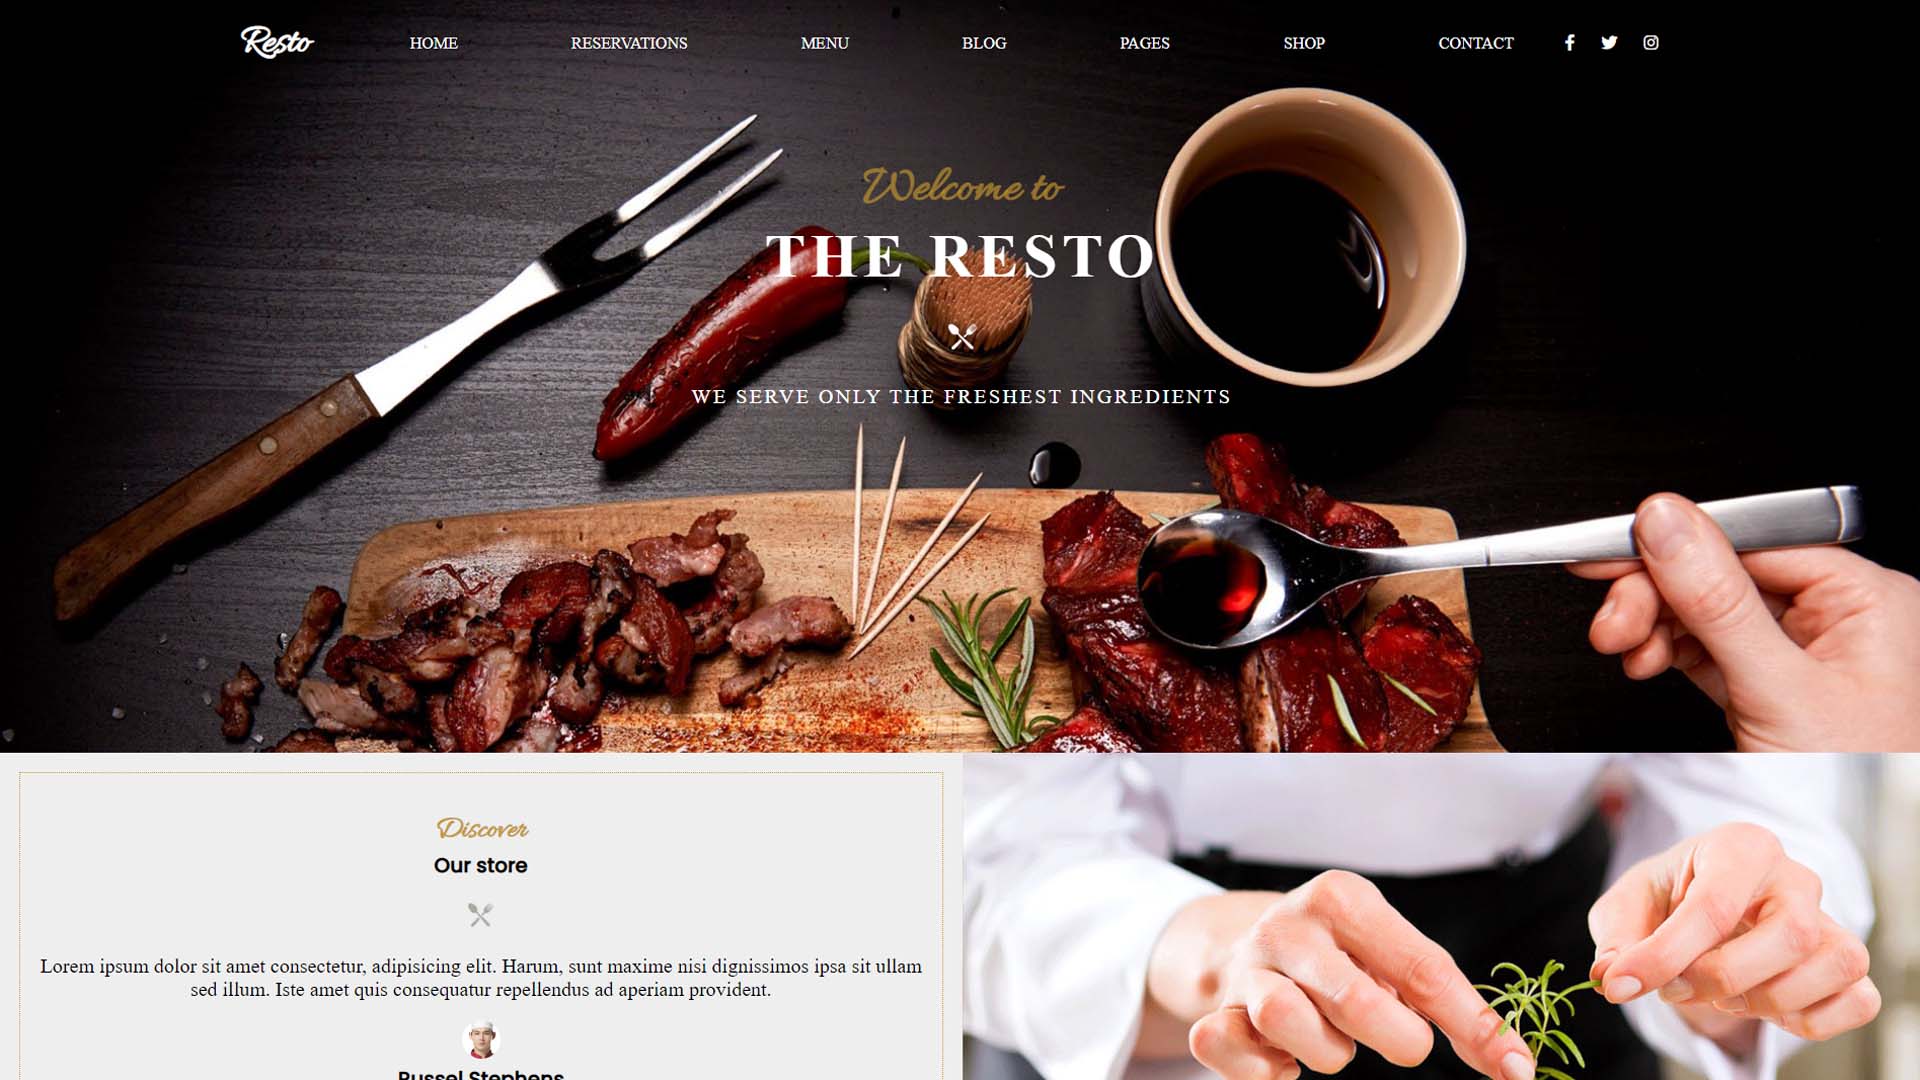 Resto HOME RESERVATIONS MENU BLOG PAGES SHOP CONTACT
Welcome to
THE RESTO
WE SERVE ONLY THE FRESHEST INGREDIENTS
Discover
Our store
Lorem ipsum dolor sit amet consectetur, adipisicing elit. Harum, sunt maxime nisi dignissimos ipsa sit ullam
sed illum. Iste amet quis consequatur repellendus ad aperiam provident.
Russel Stephens